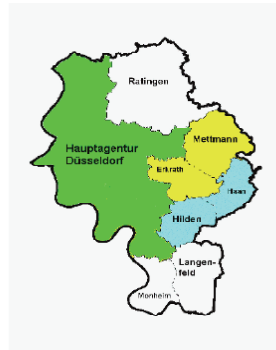 Ratingen
Mettmann
Hauptagentur
Düsseldorf
Erkrath
Haan
Hilden
Langen-
feld
Monheim